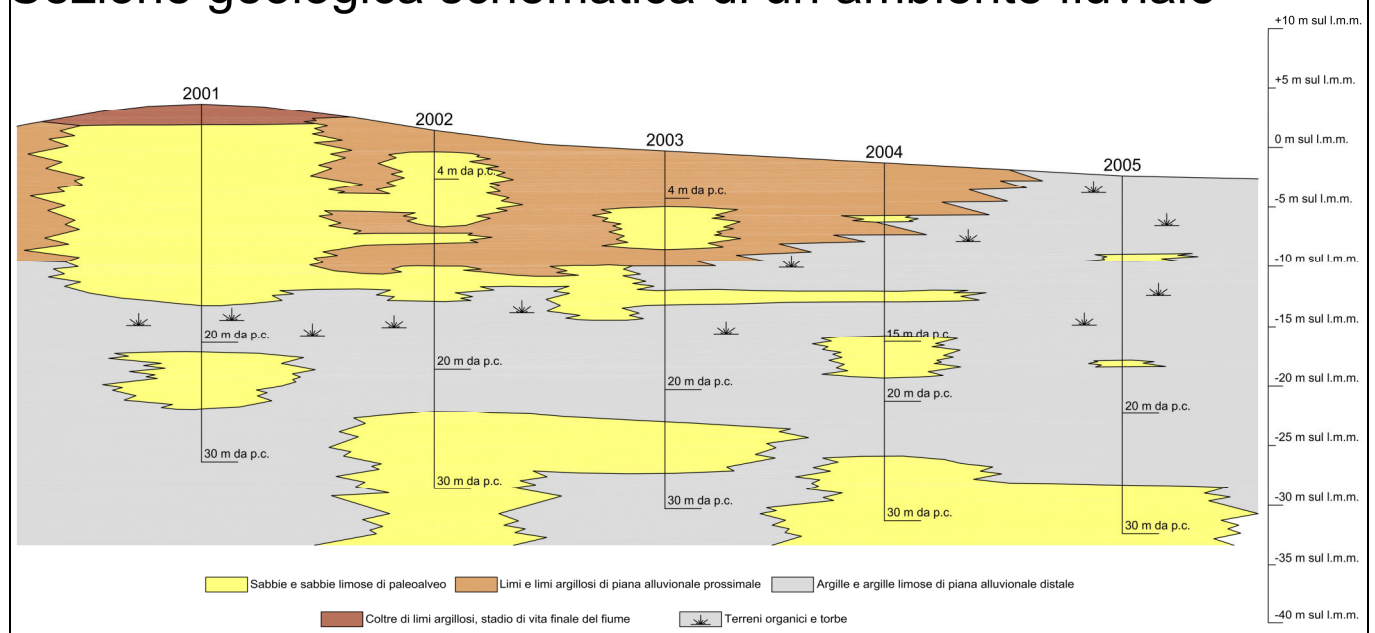 Sezione geologica schematica di un ambiente fluviale
+10 m sul l.m.m.
+5 m sul l.m.m.
0 m sul l.m.m.
-5 m sul l.m.m.
-10 m sul l.m.m.
-15 m sul l.m.m.
-20 m sul l.m.m.
-25 m sul l.m.m.
-30 m sul l.m.m.
-35 m sul l.m.m.
-40 m sul l.m.m.
2001
20 m da p.c.
30 m da p.c.
2002
4 m da p.c.
20 m da p.c.
30 m da p.c.
2003
4 m da p.c.
20 m da p.c.
30 m da p.c.
2004
15 m da p.c.
20 m da p.c.
30 m da p.c.
2005
20 m da p.c.
30 m da p.c.
Sabbie e sabbie limose di paleoalveo
Limi e limi argillosi di piana alluvionale prossimale
Argille e argille limose di piana alluvionale distale
Coltre di limi argillosi, stadio di vita finale del fiume
Terreni organici e torbe